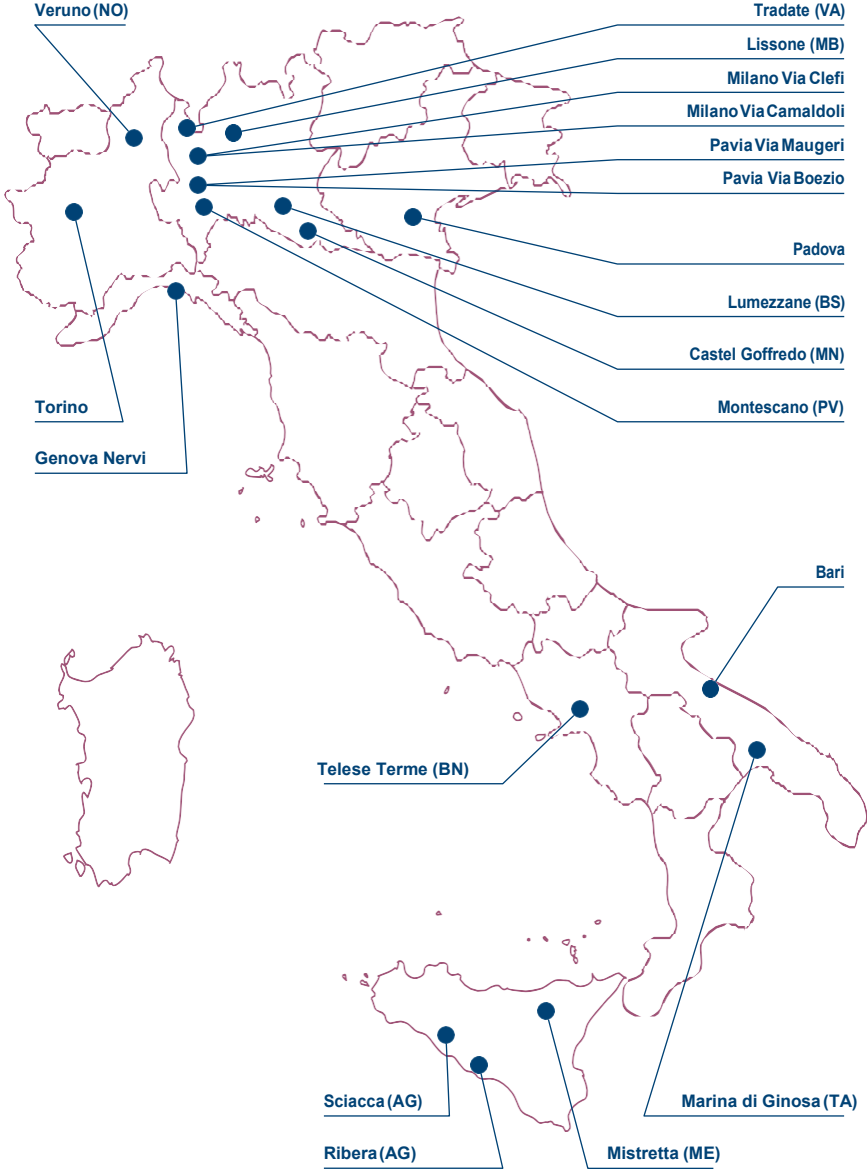 Veruno (NO)
Tradate (VA)
Lissone (MB)
Milano Via Clefi
Milano Via Camaldoli
Pavia Via Maugeri
Pavia Via Boezio
Padova
Lumezzane (BS)
Castel Goffredo (MN)
Montescano (PV)
Torino
Genova Nervi
Bari
Telese Terme (BN)
Sciacca (AG)
Ribera (AG)
Mistretta (ME)
Marina di Ginosa (TA)